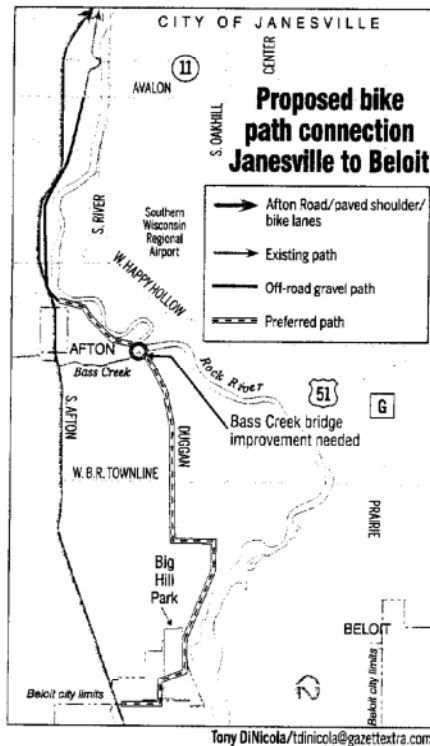 CITY OF JANESVILLE
11
AVALON
CENTER
S. OAKHILL
Proposed bike
path connection
Janesville to Beloit
Afton Road/paved shoulder/
bike lanes
Existing path
Off-road gravel path
Preferred path
S. RIVER
Southern
Wisconsin
Regional
Airport
W. HAPPY HOLLOW
AFTON
Bass Creek
Rock River
51
G
Bass Creek bridge
improvement needed
S. AFTON
DUGGAN
W. B.R. TOWNLINE
PRAIRIE
Big
Hill
Park
BELOIT
Beloit city limits
Beloit city limits
Tony DiNicola/tdinicola@gazettextra.com